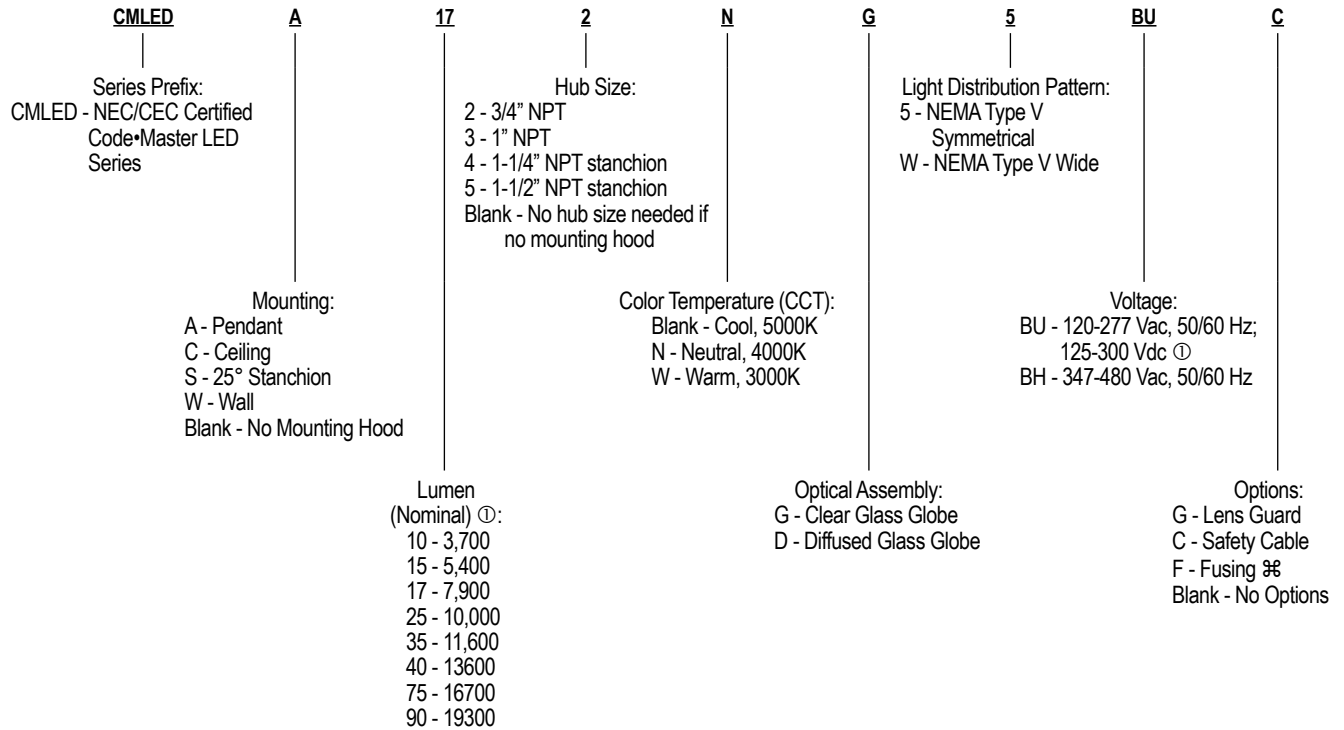 CMLED A 17 2 N G 5 BU C
Series Prefix:
CMLED - NEC/CEC Certified
Code•Master LED
Series
Hub Size:
2 - 3/4” NPT
3 - 1” NPT
4 - 1-1/4” NPT stanchion
5 - 1-1/2” NPT stanchion
Blank - No hub size needed if
no mounting hood
Light Distribution Pattern:
5 - NEMA Type V
Symmetrical
W - NEMA Type V Wide
Mounting:
A - Pendant
C - Ceiling
S - 25° Stanchion
W - Wall
Blank - No Mounting Hood
Color Temperature (CCT):
Blank - Cool, 5000K
N - Neutral, 4000K
W - Warm, 3000K
Voltage:
BU - 120-277 Vac, 50/60 Hz;
125-300 Vdc ①
BH - 347-480 Vac, 50/60 Hz
Lumen
(Nominal) ①:
10 - 3,700
15 - 5,400
17 - 7,900
25 - 10,000
35 - 11,600
40 - 13600
75 - 16700
90 - 19300
Optical Assembly:
G - Clear Glass Globe
D - Diffused Glass Globe
Options:
G - Lens Guard
C - Safety Cable
F - Fusing ⌘
Blank - No Options